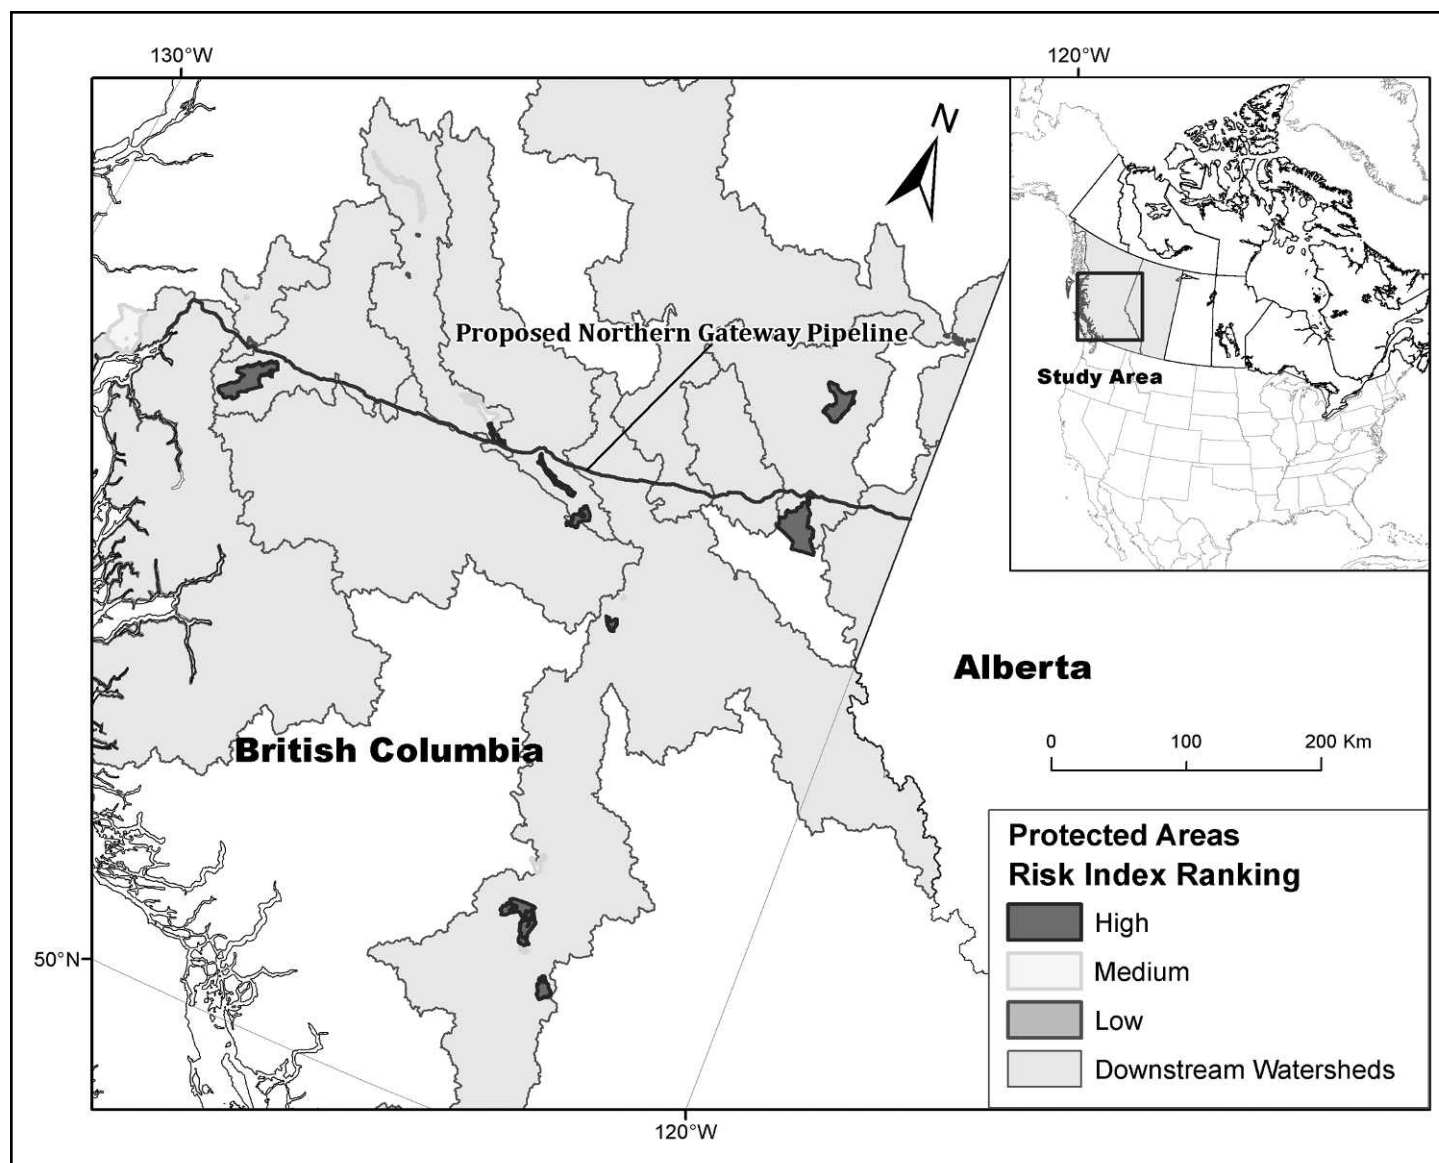 130°W
120°W
N
Proposed Northern Gateway Pipeline
Study Area
Alberta
British Columbia
0 100 200 Km
Protected Areas
Risk Index Ranking
High
Medium
Low
Downstream Watersheds
50°N
120°W